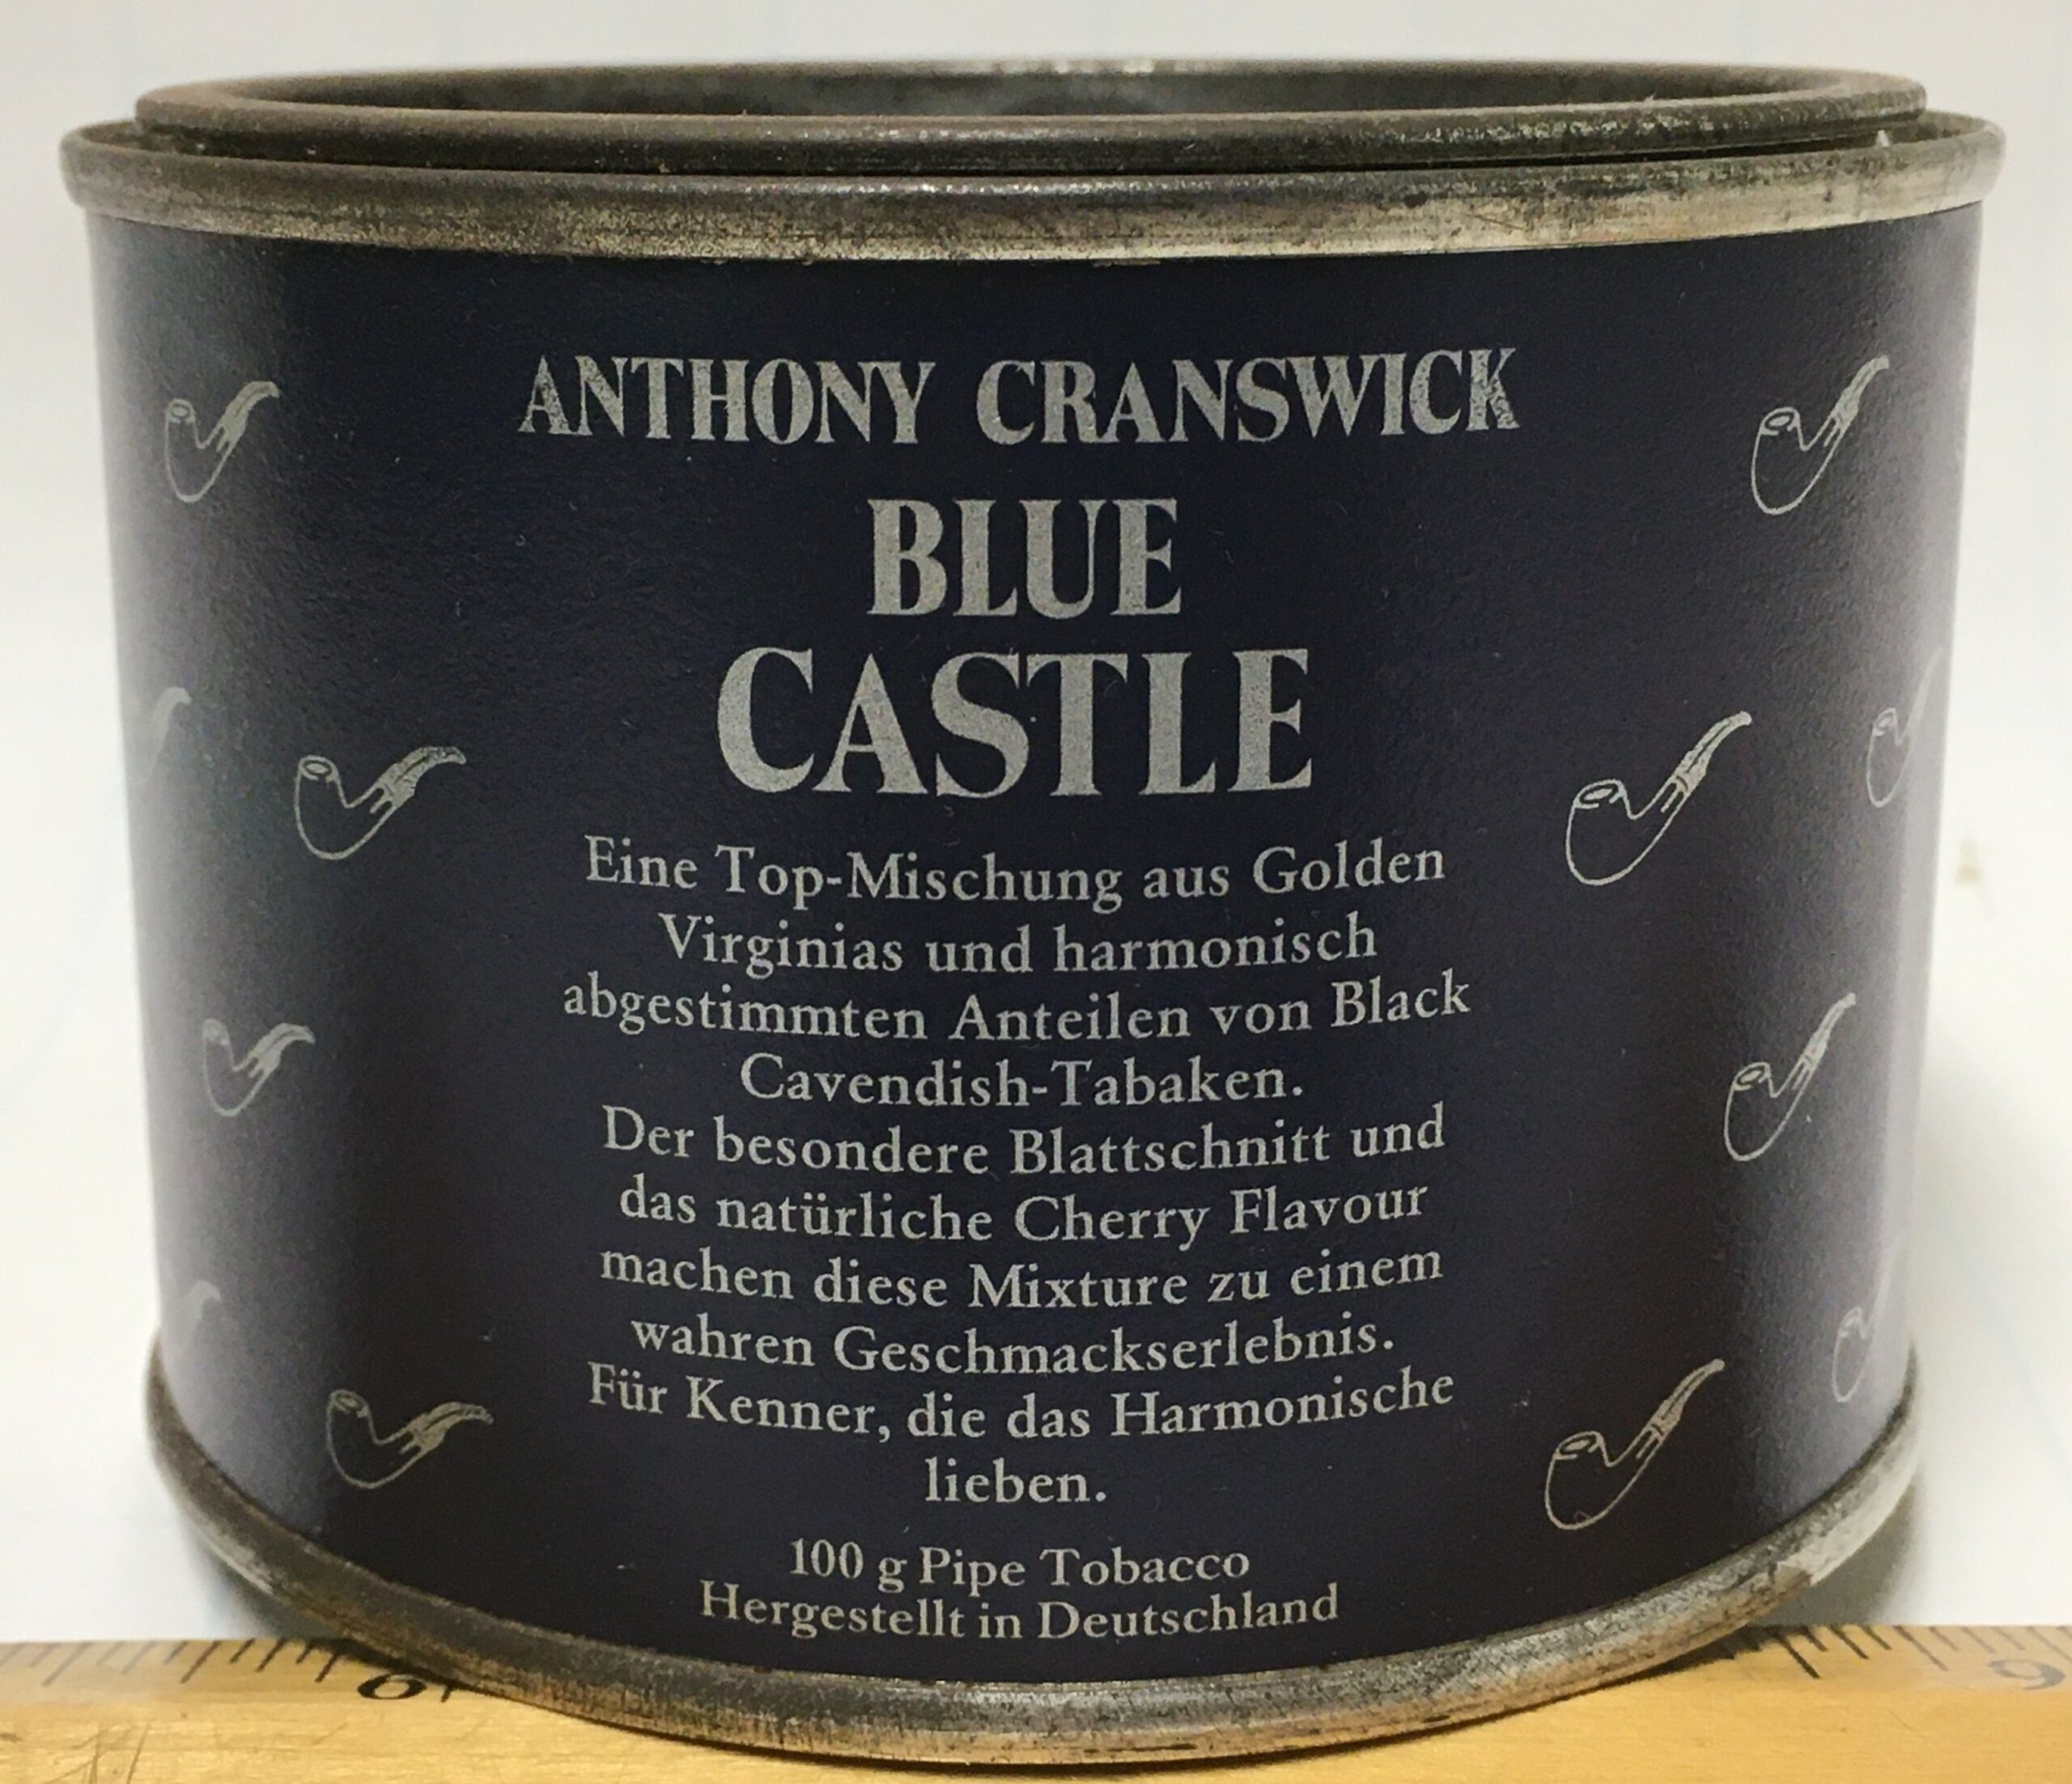 ANTHONY CRANSWICK
BLUE
CASTLE
Eine Top-Mischung aus Golden
Virginias und harmonisch
abgestimmten Anteilen von Black
Cavendish-Tabaken.
Der besondere Blattschnitt und
das natürliche Cherry Flavour
machen diese Mixture zu einem
wahren Geschmackserlebnis.
Für Kenner, die das Harmonische
lieben.
100 g Pipe Tobacco
Hergestellt in Deutschland